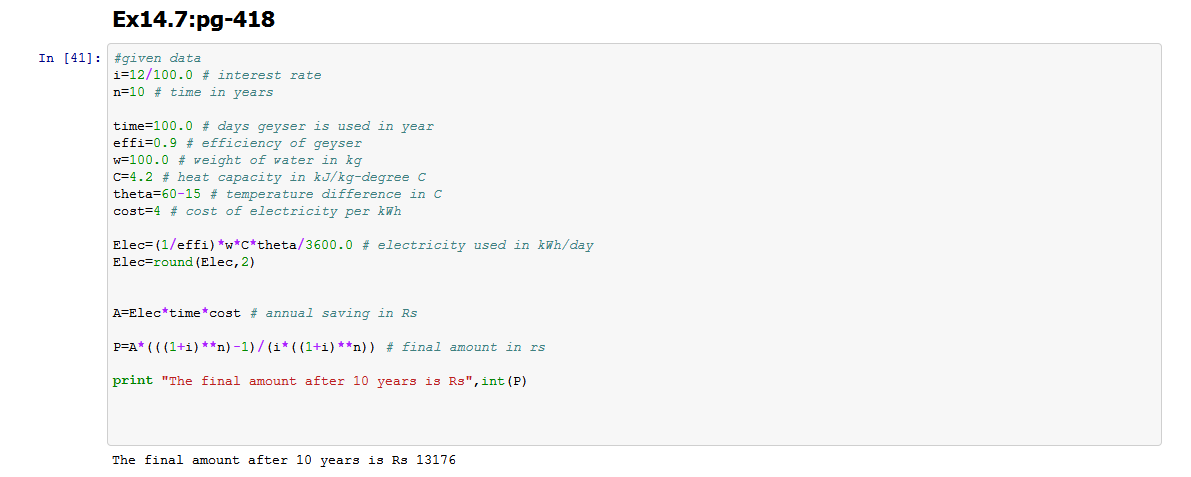 Ex14.7:pg-418
In [41]: #given data
i=12/100.0 # interest rate
n=10 # time in years
time=100.0 # days geyser is used in year
effi=0.9 # efficiency of geyser
w=100.0 # weight of water in kg
C=4.2 # heat capacity in kJ/kg-degree C
theta=60-15 # temperature difference in C
cost=4 # cost of electricity per kWh
Elec=(1/effi)*w*C*theta/3600.0 # electricity used in kWh/day
Elec=round(Elec,2)
A=Elec*time*cost # annual saving in Rs
P=A*(((1+i)**n)-1)/(i*((1+i)**n)) # final amount in rs
print "The final amount after 10 years is Rs",int(P)
The final amount after 10 years is Rs 13176